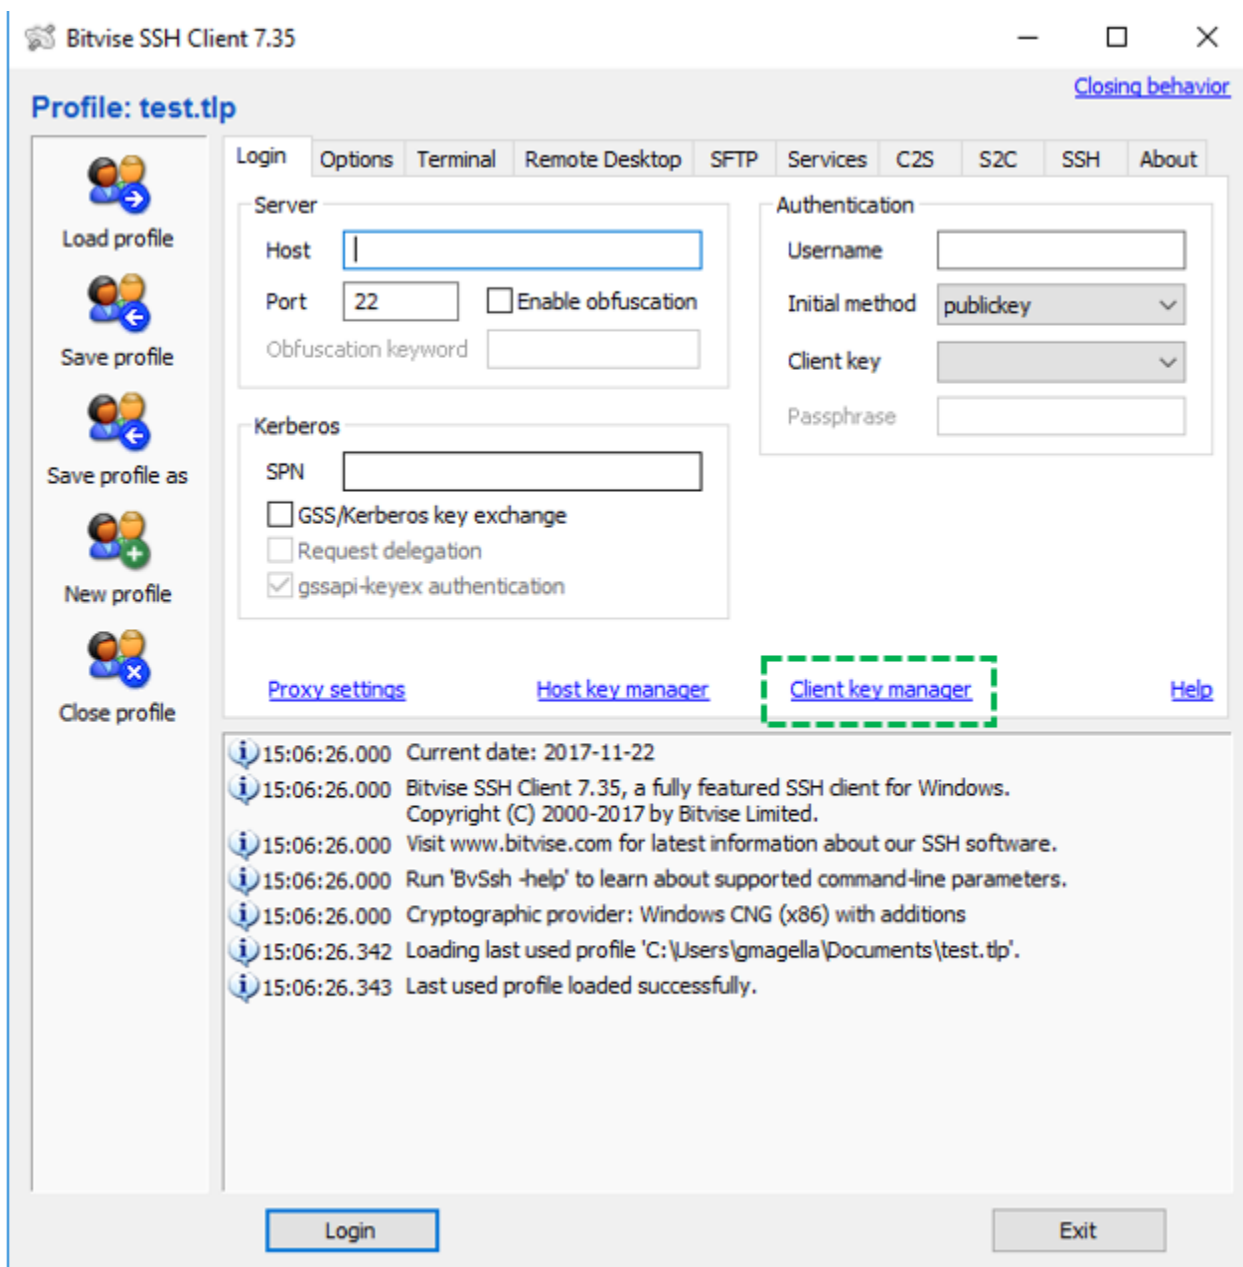 Bitvise SSH Client 7.35
Closing behavior
Profile: test.tlp
Load profile
Save profile
Save profile as
New profile
Close profile
Login Options Terminal Remote Desktop SFTP Services C2S S2C SSH About
Server
Host
Port 22 Enable obfuscation
Obfuscation keyword
Kerberos
SPN
GSS/Kerberos key exchange
Request delegation
gssapi-keyex authentication
Authentication
Username
Initial method publickey
Client key
Passphrase
Proxy settings Host key manager Client key manager Help
15:06:26.000 Current date: 2017-11-22
15:06:26.000 Bitvise SSH Client 7.35, a fully featured SSH client for Windows.
Copyright (C) 2000-2017 by Bitvise Limited.
15:06:26.000 Visit www.bitvise.com for latest information about our SSH software.
15:06:26.000 Run 'BvSsh -help' to learn about supported command-line parameters.
15:06:26.000 Cryptographic provider: Windows CNG (x86) with additions
15:06:26.342 Loading last used profile 'C:\Users\gmagella\Documents\test.tlp'.
15:06:26.343 Last used profile loaded successfully.
Login Exit